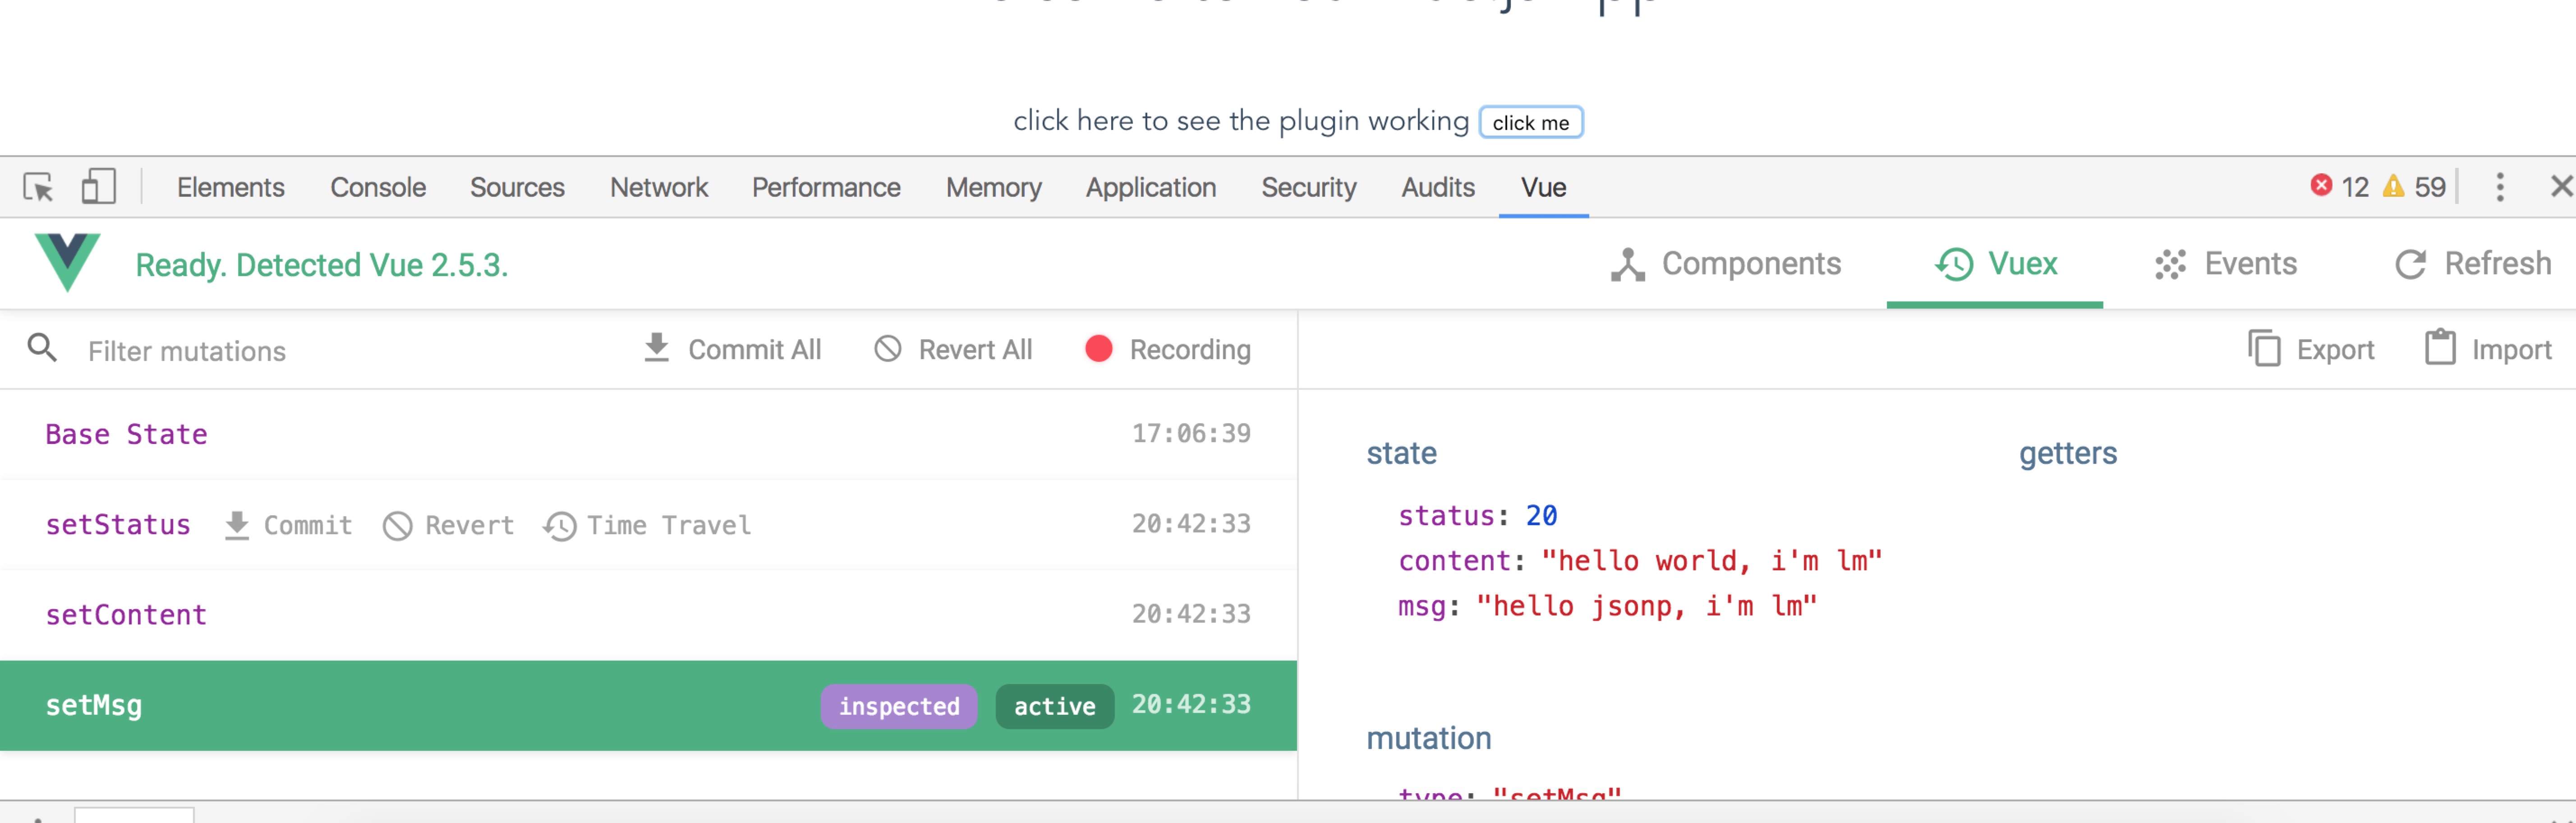 click here to see the plugin working click me
Elements Console Sources Network Performance Memory Application Security Audits Vue 12 59
Ready. Detected Vue 2.5.3. Components Vuex Events Refresh
Filter mutations Commit All Revert All Recording Export Import
Base State 17:06:39
state getters
setStatus Commit Revert Time Travel 20:42:33
status: 20
content: "hello world, i'm lm"
msg: "hello jsonp, i'm lm"
setContent 20:42:33
setMsg inspected active 20:42:33
mutation
type: "setMsg"